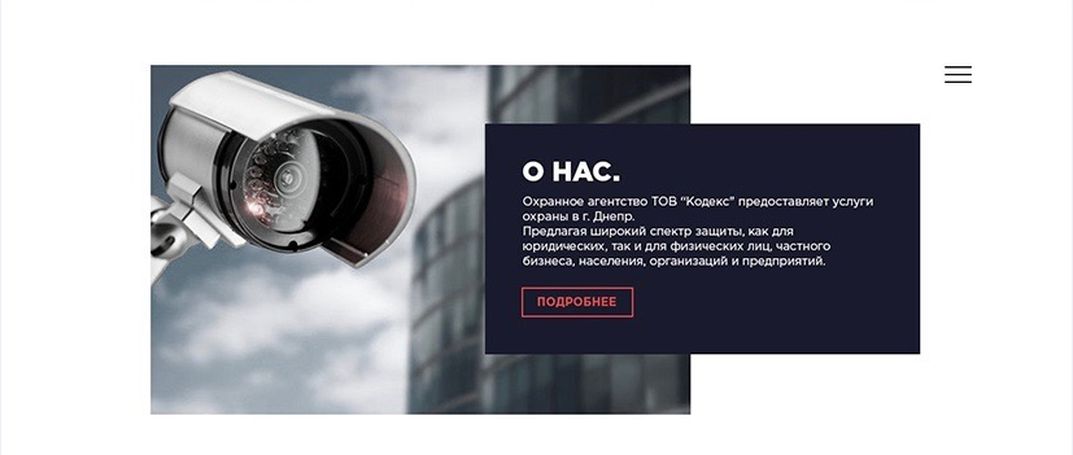 О НАС.
Охранное агентство ТОВ “Кодекс” предоставляет услуги
охраны в г. Днепр.
Предлагая широкий спектр защиты, как для
юридических, так и для физических лиц, частного
бизнеса, населения, организаций и предприятий.
ПОДРОБНЕЕ